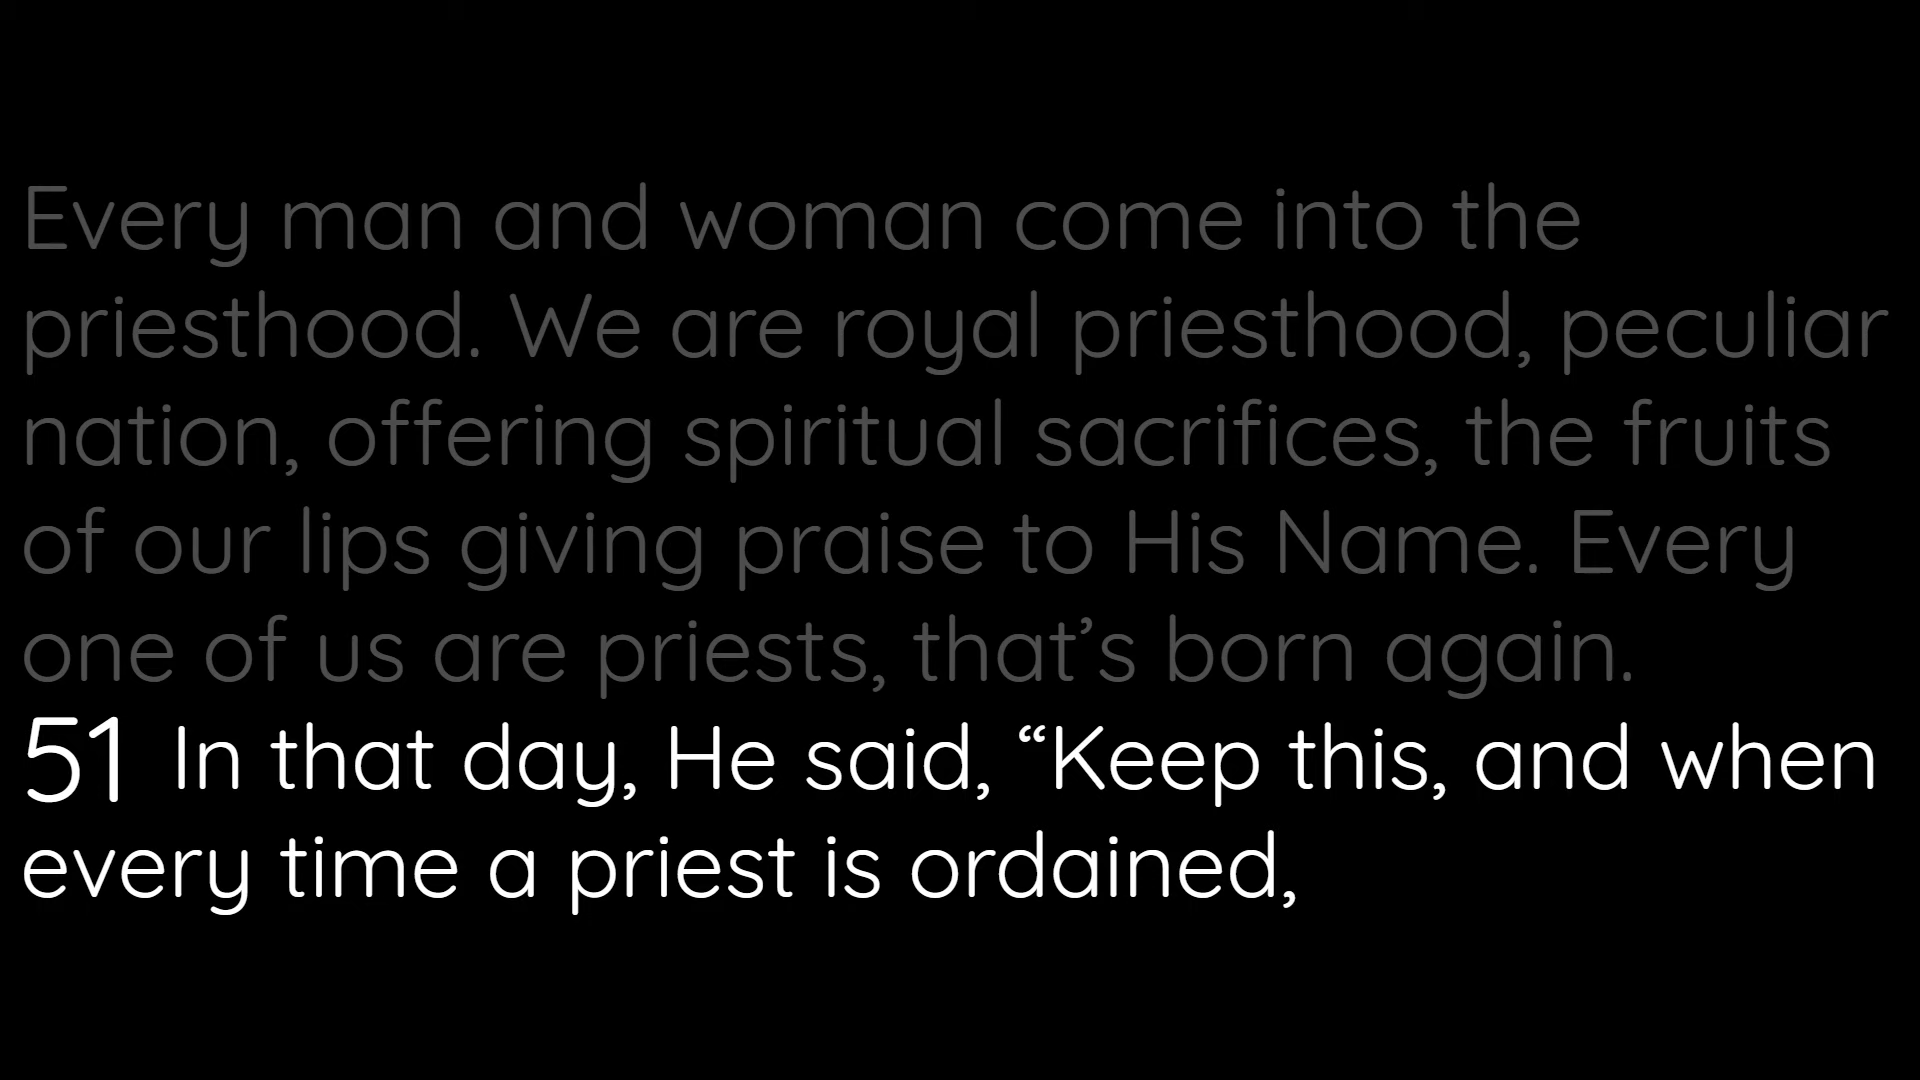 Every man and woman come into the
priesthood. We are royal priesthood, peculiar
nation, offering spiritual sacrifices, the fruits
of our lips giving praise to His Name. Every
one of us are priests, that’s born again.
51 In that day, He said, “Keep this, and when
every time a priest is ordained,